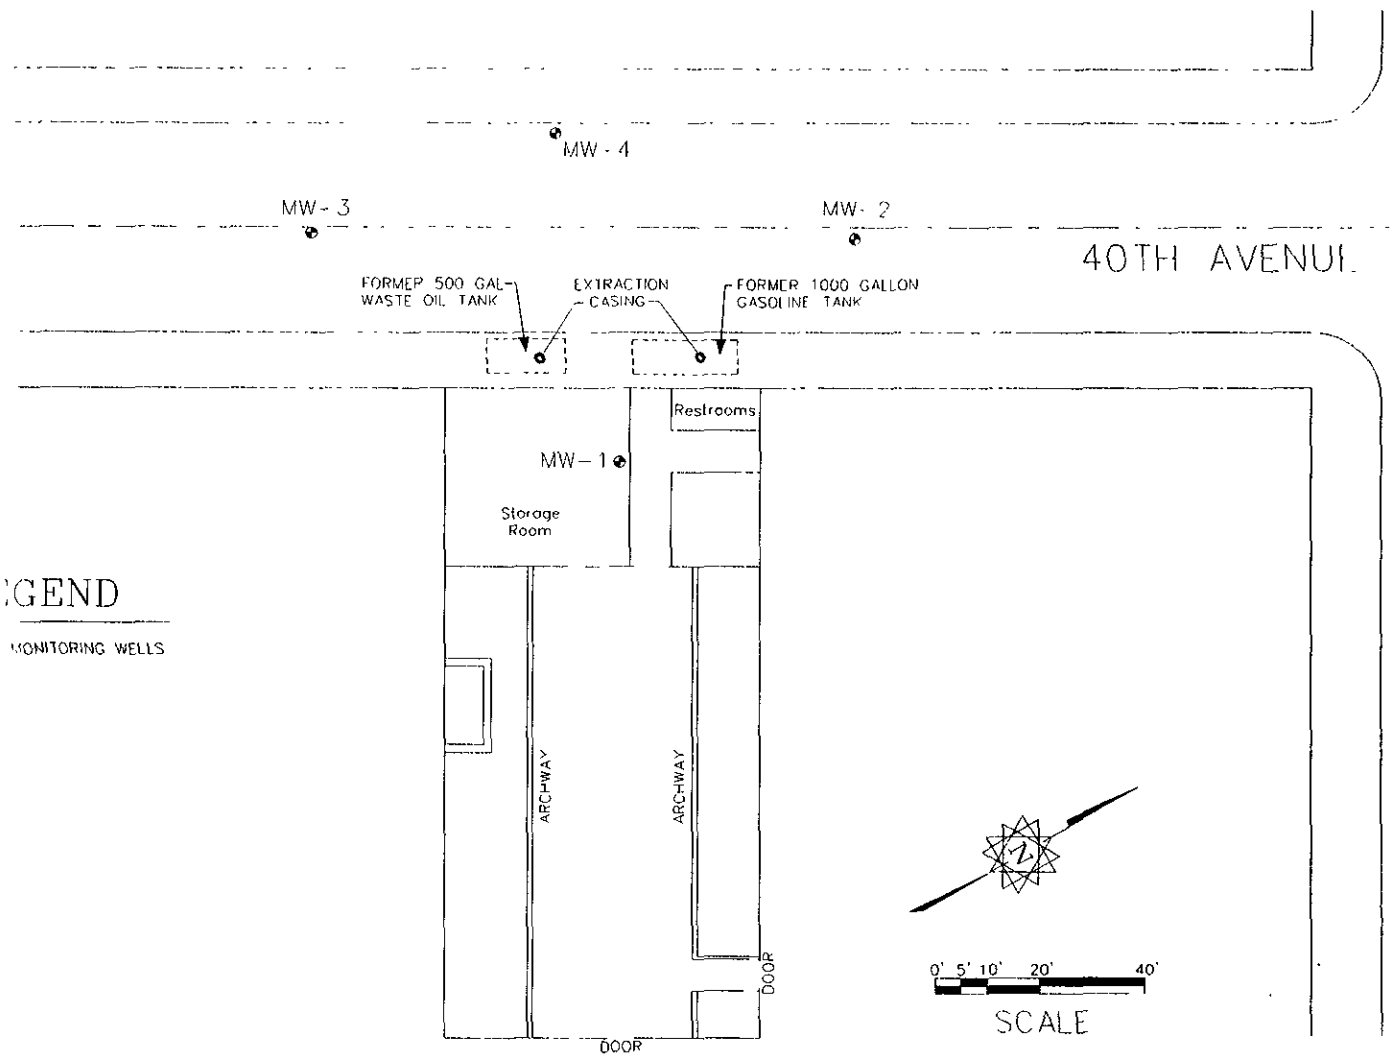 MW-4
MW-3
MW-2
40TH AVENUE
FORMER 500 GAL
WASTE OIL TANK
EXTRACTION
CASING
FORMER 1000 GALLON
GASOLINE TANK
Restrooms
MW-1
Storage
Room
EGEND
MONITORING WELLS
ARCHWAY
ARCHWAY
N
DOOR
0' 5' 10' 20' 40'
SCALE
DOOR